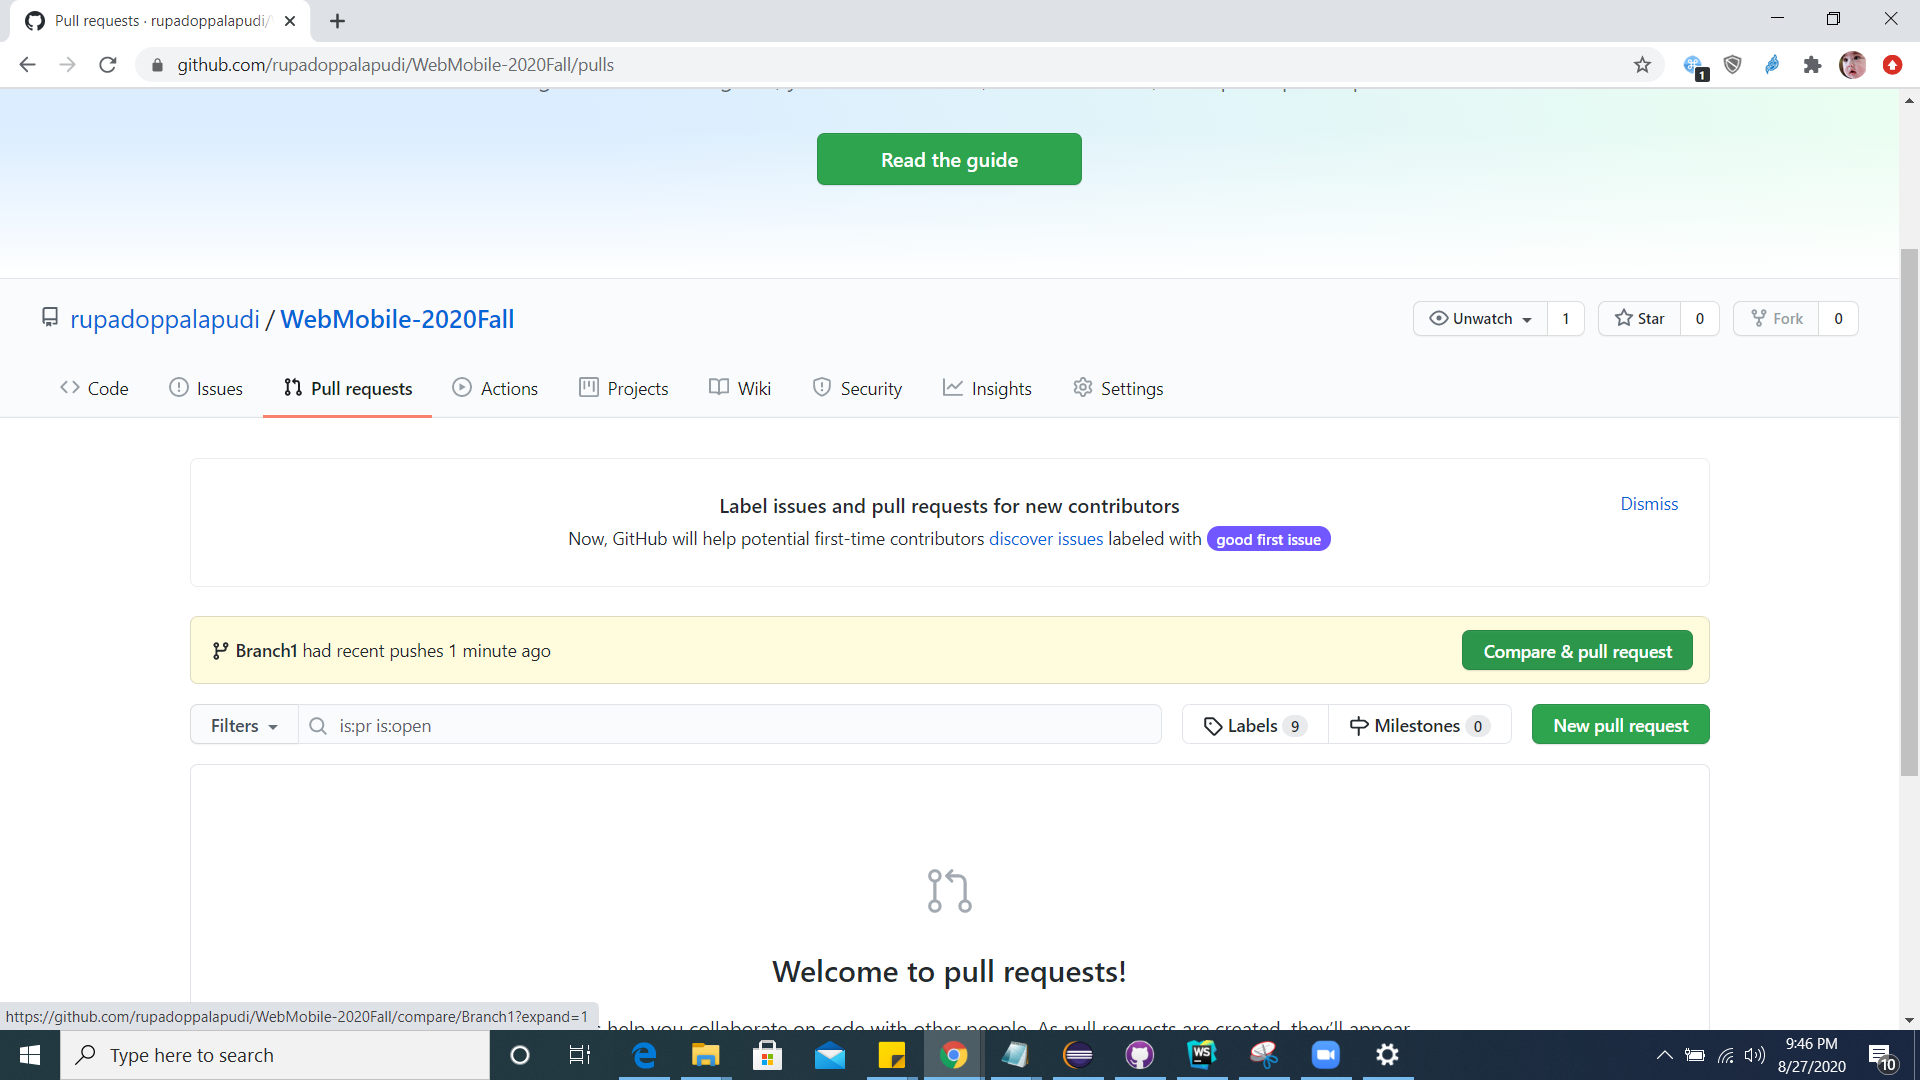 Pull requests · rupadoppalapudi/
github.com/rupadoppalapudi/WebMobile-2020Fall/pulls
1
Read the guide
rupadoppalapudi / WebMobile-2020Fall
Unwatch 1 Star 0 Fork 0
Code Issues Pull requests Actions Projects Wiki Security Insights Settings
Label issues and pull requests for new contributors
Dismiss
Now, GitHub will help potential first-time contributors discover issues labeled with good first issue
Branch1 had recent pushes 1 minute ago
Compare & pull request
Filters is:pr is:open Labels 9 Milestones 0 New pull request
Welcome to pull requests!
help you collaborate on code with other people. As pull requests are created, they'll appear
https://github.com/rupadoppalapudi/WebMobile-2020Fall/compare/Branch1?expand=1
Type here to search
WS
9:46 PM
8/27/2020
10